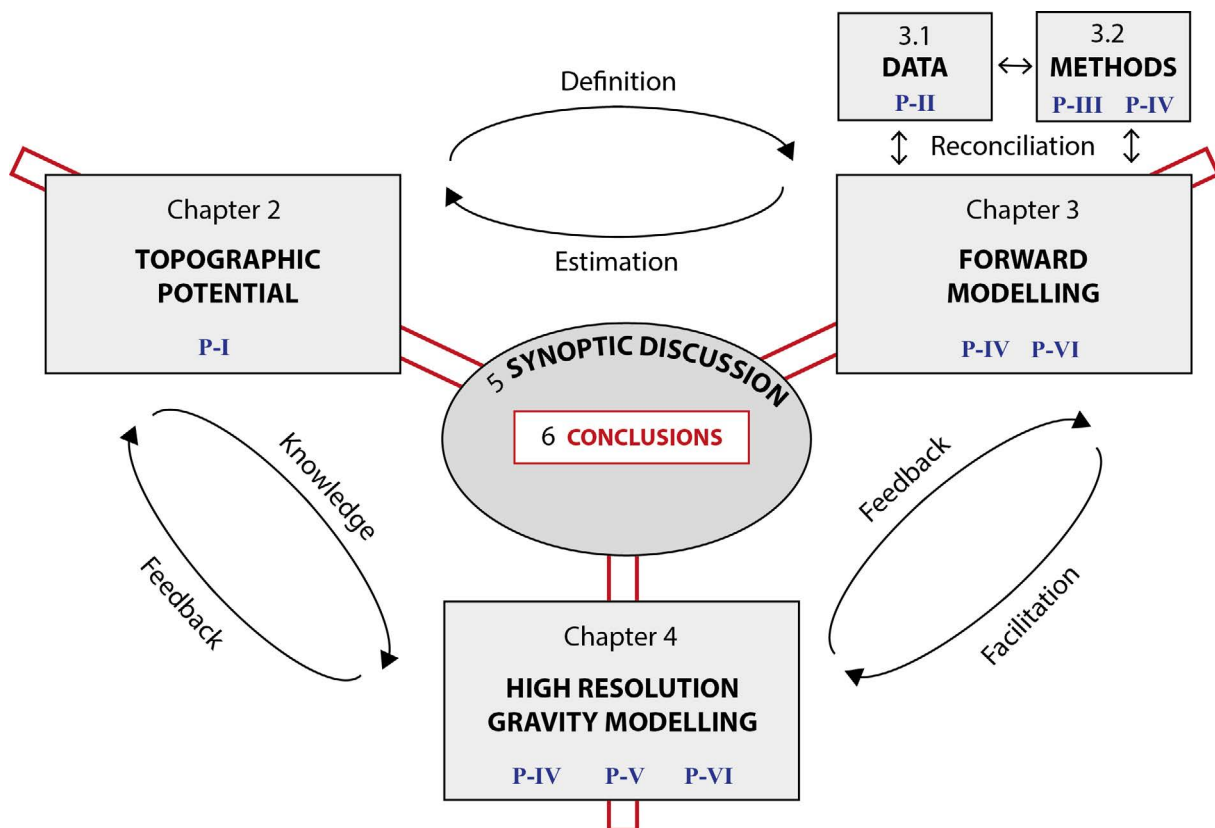 3.1
DATA
P-II
3.2
METHODS
P-III P-IV
Definition
Reconciliation
Chapter 2
TOPOGRAPHIC
POTENTIAL
P-I
Estimation
Chapter 3
FORWARD
MODELLING
P-IV P-VI
5 SYNOPTIC DISCUSSION
6 CONCLUSIONS
Knowledge
Feedback
Feedback
Facilitation
Chapter 4
HIGH RESOLUTION
GRAVITY MODELLING
P-IV P-V P-VI